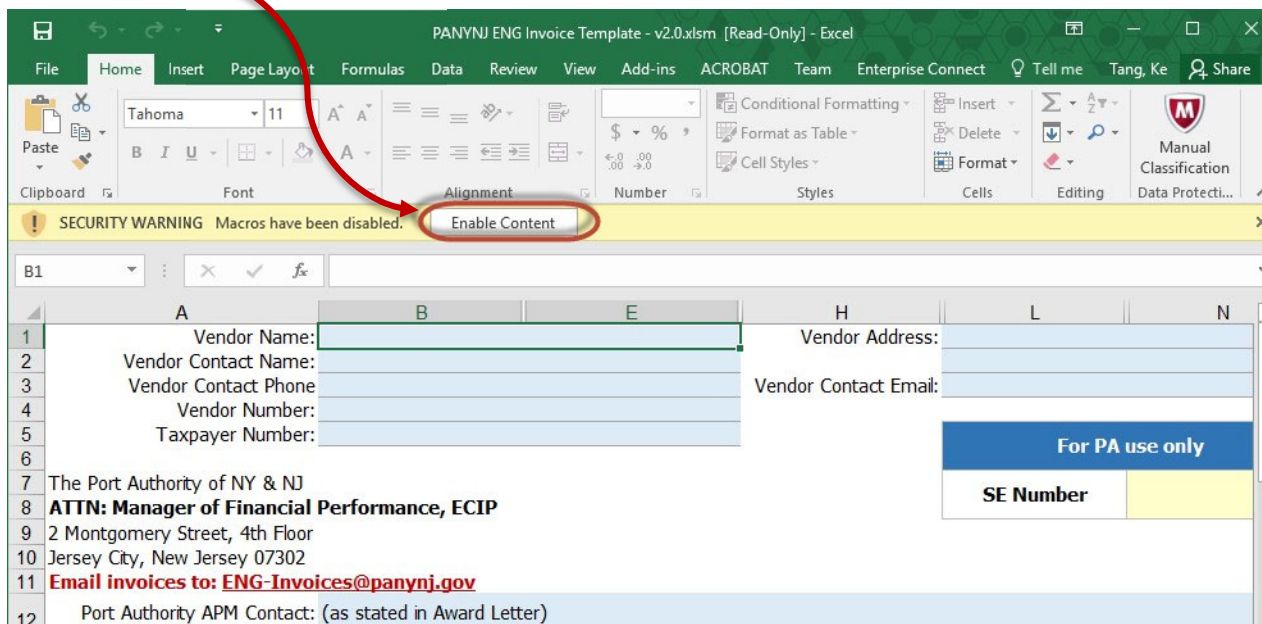 PANYNJ ENG Invoice Template - v2.0.xlsm [Read-Only] - Excel
File Home Insert Page Layout Formulas Data Review View Add-ins ACROBAT Team Enterprise Connect Tell me Tang, Ke Share
Tahoma 11 Conditional Formatting Insert
Paste B I U $ % , Format as Table Delete Manual
Cell Styles Format Classification
Clipboard Font Alignment Number Styles Cells Editing Data Protecti...
SECURITY WARNING Macros have been disabled. Enable Content
B1 fx
A B E H L N
1 Vendor Name: Vendor Address:
2 Vendor Contact Name:
3 Vendor Contact Phone Vendor Contact Email:
4 Vendor Number:
5 Taxpayer Number: For PA use only
6
7 The Port Authority of NY & NJ
8 ATTN: Manager of Financial Performance, ECIP SE Number
9 2 Montgomery Street, 4th Floor
10 Jersey City, New Jersey 07302
11 Email invoices to: ENG-Invoices@panynj.gov
12 Port Authority APM Contact: (as stated in Award Letter)